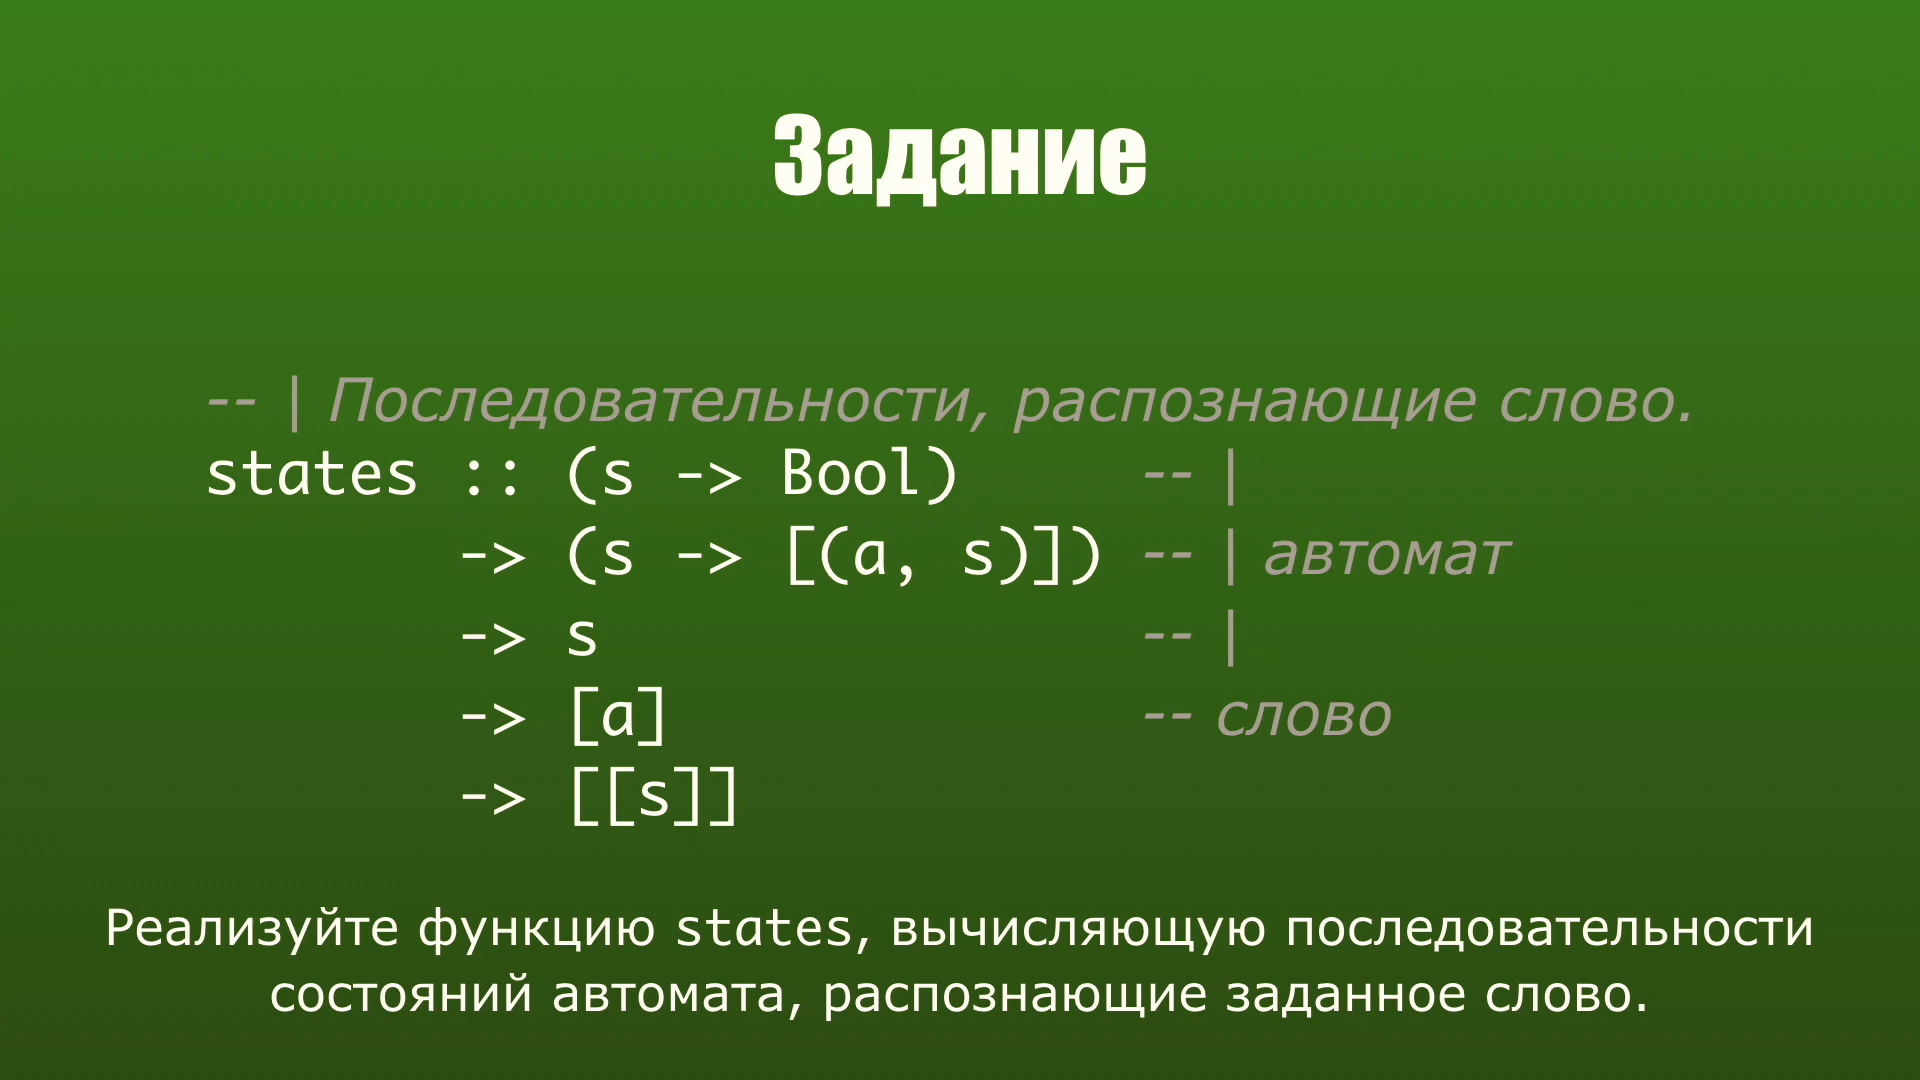 Задание
-- | Последовательности, распознающие слово.
states :: (s -> Bool)      -- |
       -> (s -> [(a, s)])  -- | автомат
       -> s                -- |
       -> [a]              -- слово
       -> [[s]]
Реализуйте функцию states, вычисляющую последовательности
состояний автомата, распознающие заданное слово.